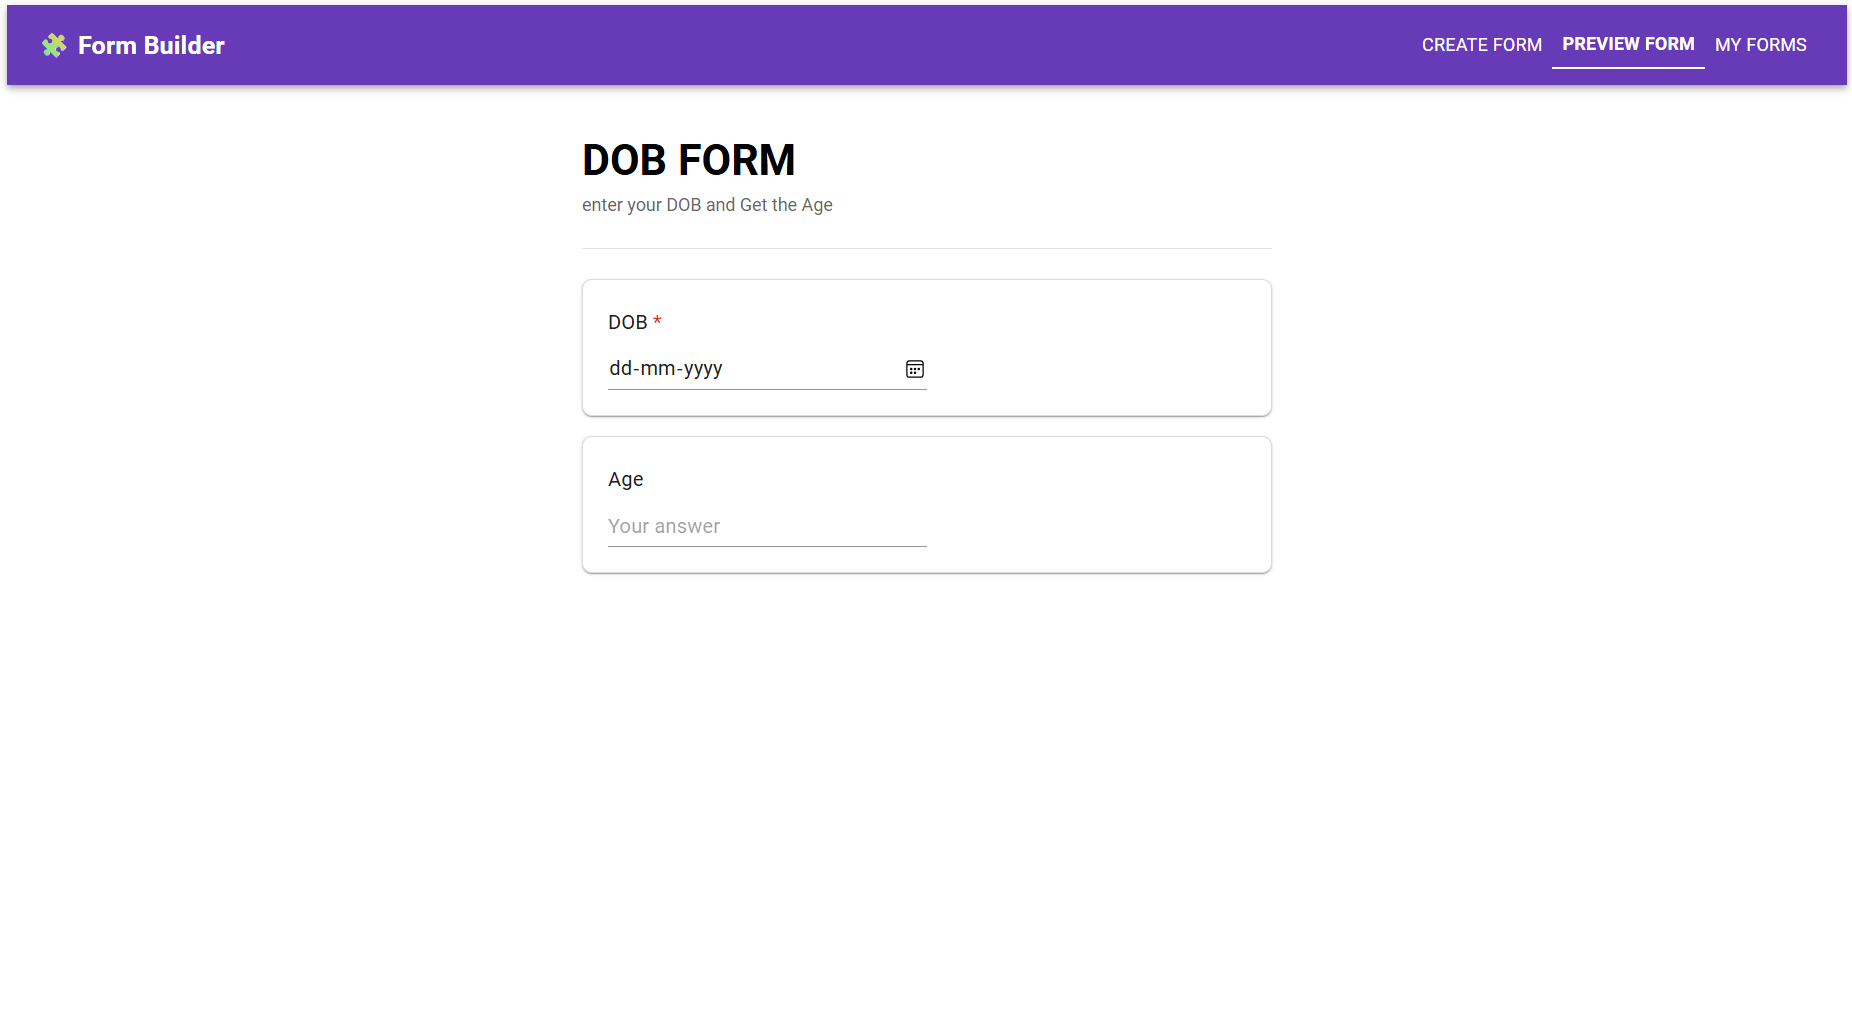 Form Builder
CREATE FORM
PREVIEW FORM
MY FORMS
DOB FORM
enter your DOB and Get the Age
DOB *
dd-mm-yyyy
Age
Your answer